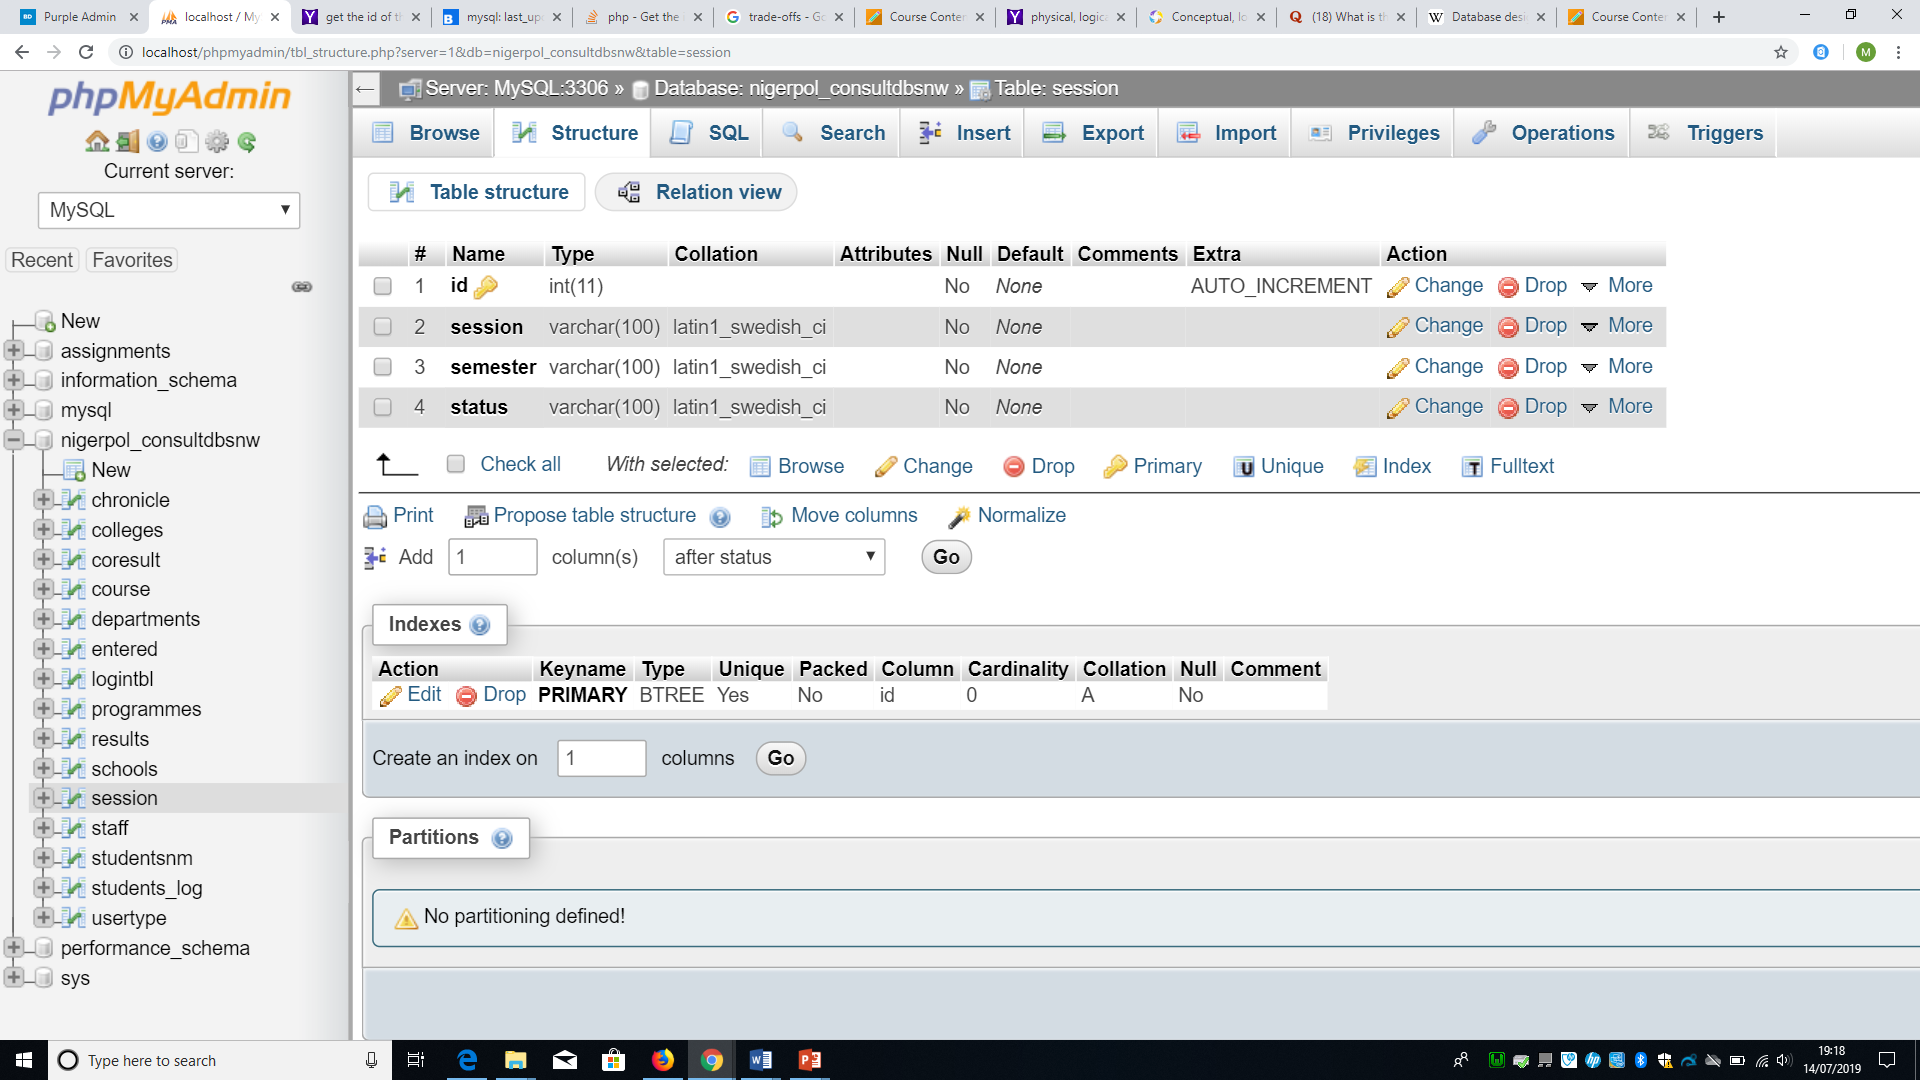 Purple Admin
localhost / My
get the id of t
mysql: last_up
php - Get the
trade-offs - Go
Course Conten
physical, logica
Conceptual, lo
(18) What is th
Database desi
Course Conten
localhost/phpmyadmin/tbl_structure.php?server=1&db=nigerpol_consultdbsnw&table=session
M
phpMyAdmin
Current server:
MySQL
Recent Favorites
New
assignments
information_schema
mysql
nigerpol_consultdbsnw
New
chronicle
colleges
coresult
course
departments
entered
logintbl
programmes
results
schools
session
staff
studentsnm
students_log
usertype
performance_schema
sys
Server: MySQL:3306 » Database: nigerpol_consultdbsnw » Table: session
Browse Structure SQL Search Insert Export Import Privileges Operations Triggers
Table structure Relation view
# Name Type Collation Attributes Null Default Comments Extra Action
1 id int(11) No None AUTO_INCREMENT Change Drop More
2 session varchar(100) latin1_swedish_ci No None Change Drop More
3 semester varchar(100) latin1_swedish_ci No None Change Drop More
4 status varchar(100) latin1_swedish_ci No None Change Drop More
Check all With selected: Browse Change Drop Primary Unique Index Fulltext
Print Propose table structure Move columns Normalize
Add 1 column(s) after status Go
Indexes
Action Keyname Type Unique Packed Column Cardinality Collation Null Comment
Edit Drop PRIMARY BTREE Yes No id 0 A No
Create an index on 1 columns Go
Partitions
No partitioning defined!
Type here to search
19:18
14/07/2019